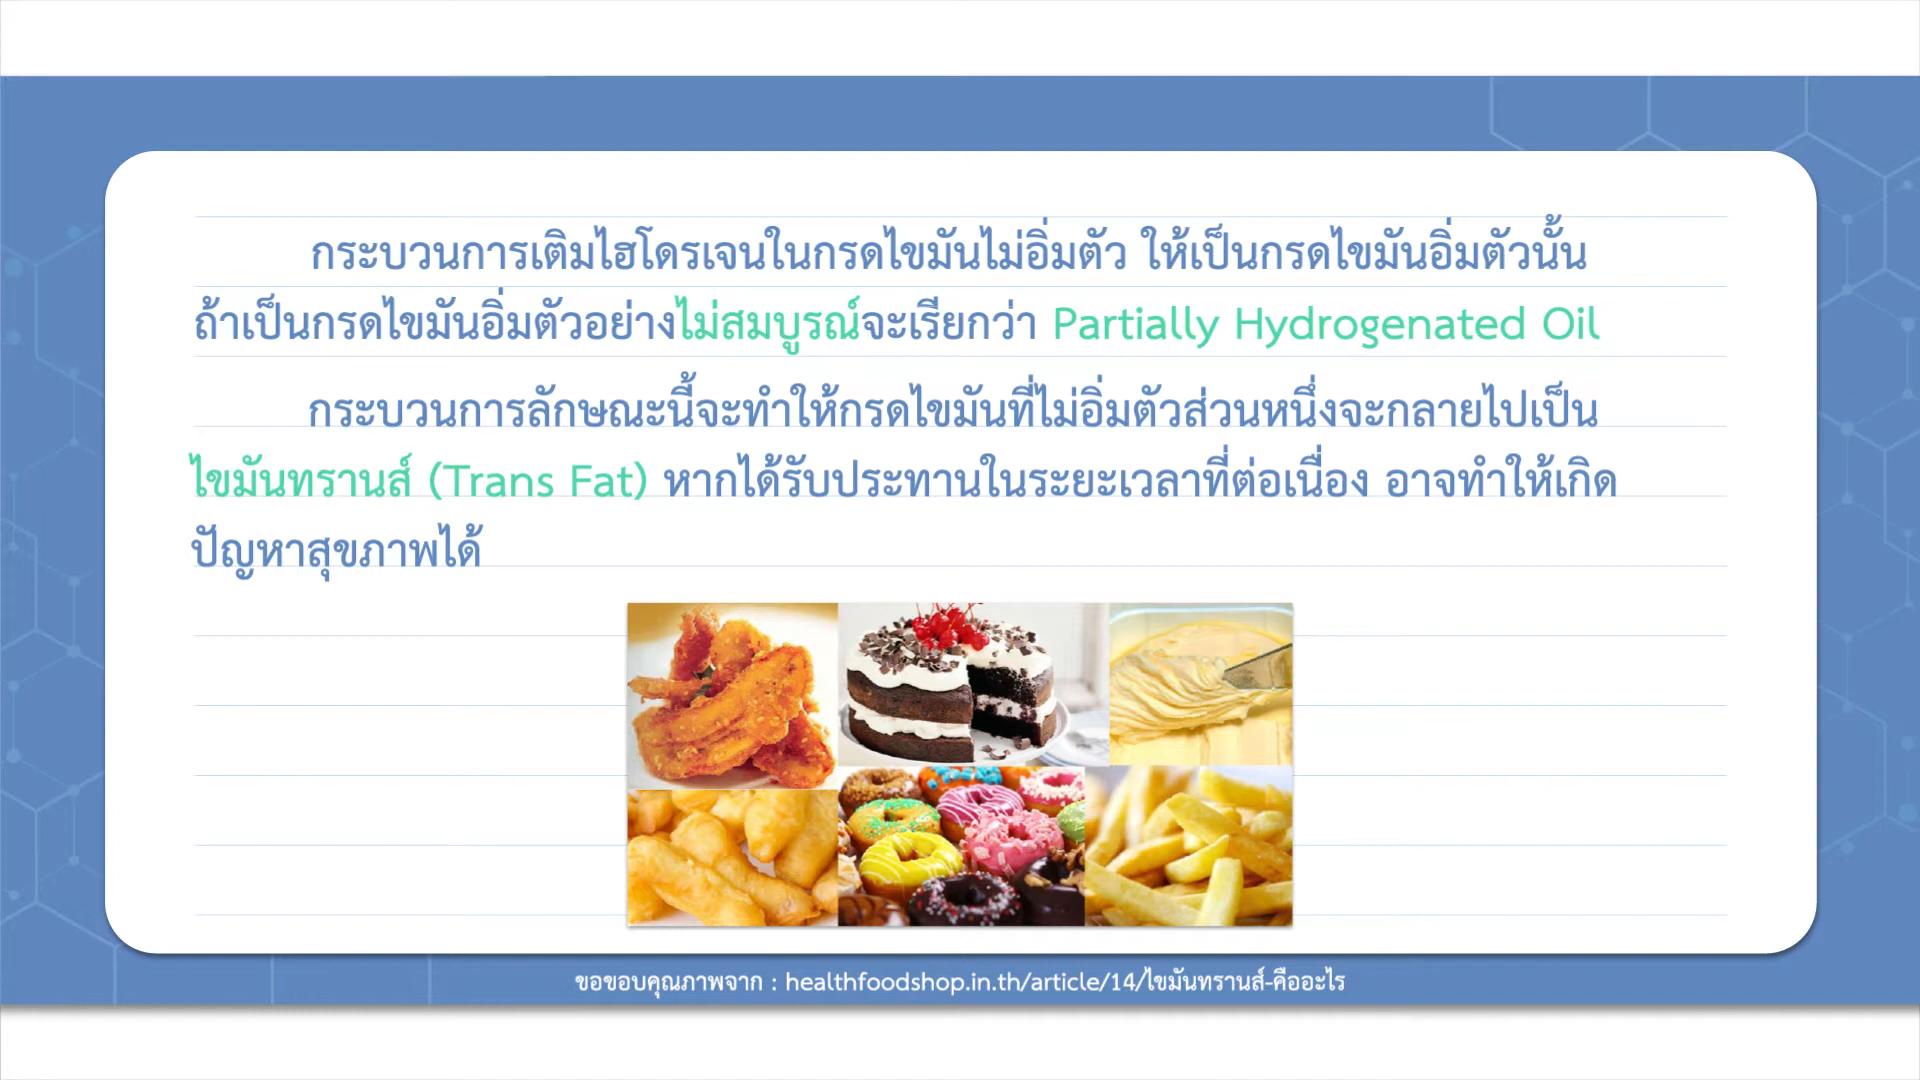 กระบวนการเติมไฮโดรเจนในกรดไขมันไม่อิ่มตัว ให้เป็นกรดไขมันอิ่มตัวนั้น
ถ้าเป็นกรดไขมันอิ่มตัวอย่างไม่สมบูรณ์จะเรียกว่า Partially Hydrogenated Oil
กระบวนการลักษณะนี้จะทำให้กรดไขมันที่ไม่อิ่มตัวส่วนหนึ่งจะกลายไปเป็น
ไขมันทรานส์ (Trans Fat) หากได้รับประทานในระยะเวลาที่ต่อเนื่อง อาจทำให้เกิด
ปัญหาสุขภาพได้
ขอขอบคุณภาพจาก : healthfoodshop.in.th/article/14/ไขมันทรานส์-คืออะไร